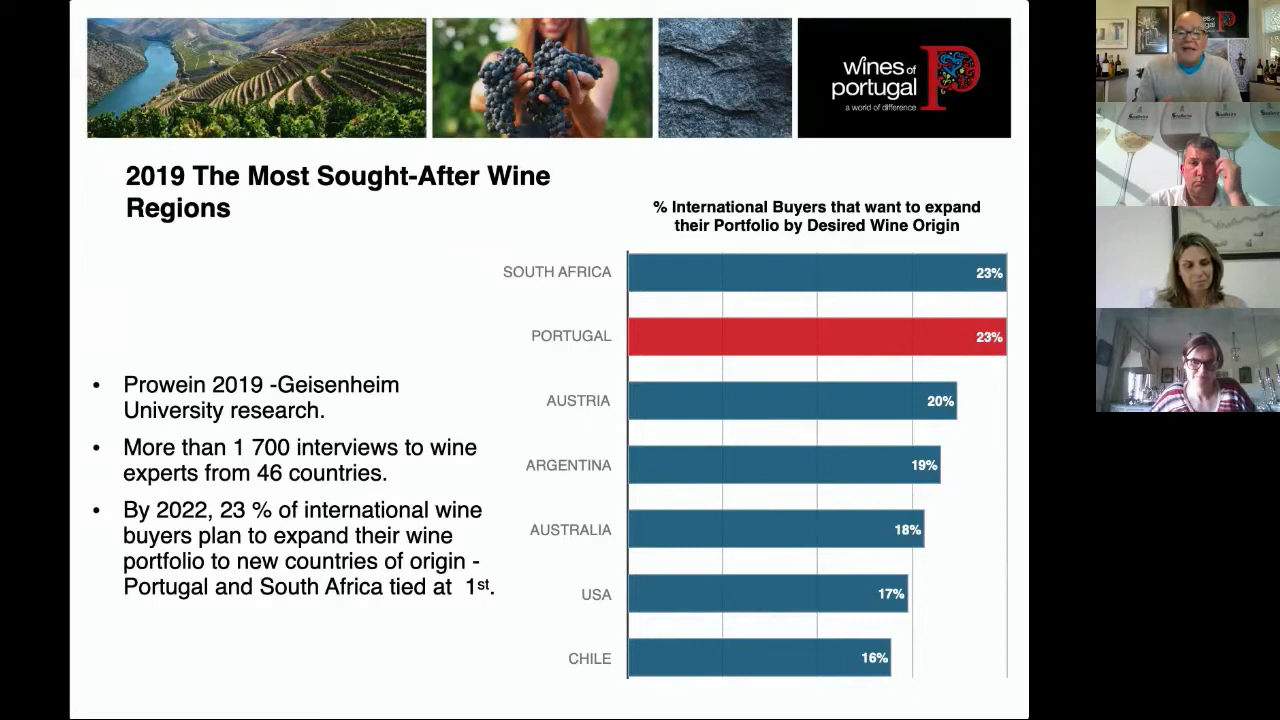 wines of
portugal
a world of difference
2019 The Most Sought-After Wine
Regions
• Prowein 2019 -Geisenheim
University research.
• More than 1 700 interviews to wine
experts from 46 countries.
• By 2022, 23 % of international wine
buyers plan to expand their wine
portfolio to new countries of origin -
Portugal and South Africa tied at 1st.
% International Buyers that want to expand
their Portfolio by Desired Wine Origin
SOUTH AFRICA 23%
PORTUGAL 23%
AUSTRIA 20%
ARGENTINA 19%
AUSTRALIA 18%
USA 17%
CHILE 16%